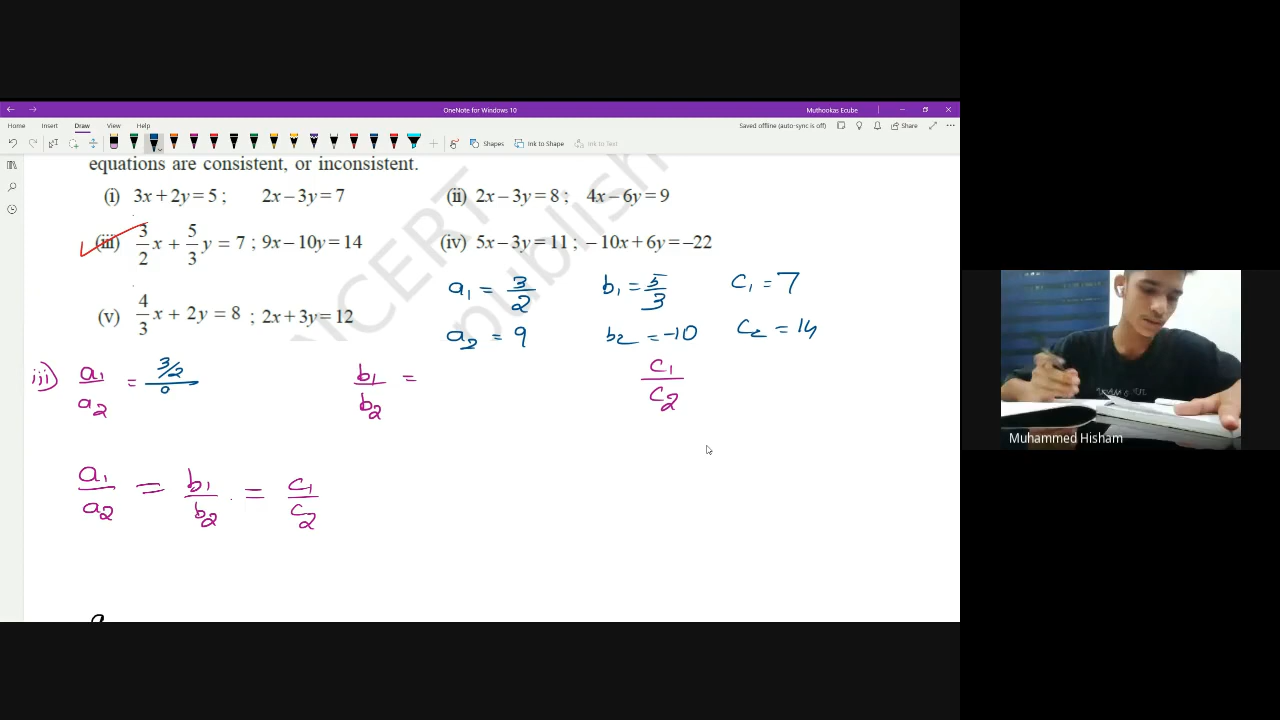 OneNote for Windows 10
Muthookas Ecube
Home Insert Draw View Help
Saved offline (auto-sync is off) Share
Shapes Ink to Shape Ink to Text
equations are consistent, or inconsistent.
(i) 3x + 2y = 5 ; 2x – 3y = 7 (ii) 2x – 3y = 8 ; 4x – 6y = 9
(iii) 3/2 x + 5/3 y = 7 ; 9x – 10y = 14 (iv) 5x – 3y = 11 ; – 10x + 6y = –22
a1 = 3/2 b1 = 5/3 c1 = 7
(v) 4/3 x + 2y = 8 ; 2x + 3y = 12
a2 = 9 b2 = -10 c2 = 14
iii) a1/a2 = 3/2 / 9 b1/b2 = c1/c2
a1/a2 = b1/b2 = c1/c2
NCERT
publish
Muhammed Hisham